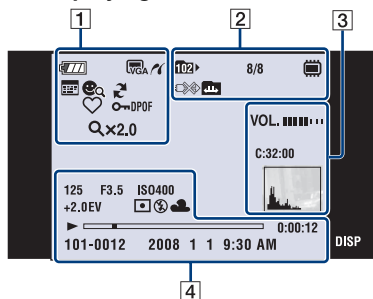 1 2 3
VGA 102 8/8
DPOF
×2.0
VOL.
C:32:00
125 F3.5 ISO400
+2.0EV
0:00:12
101-0012 2008 1 1 9:30 AM DISP
4